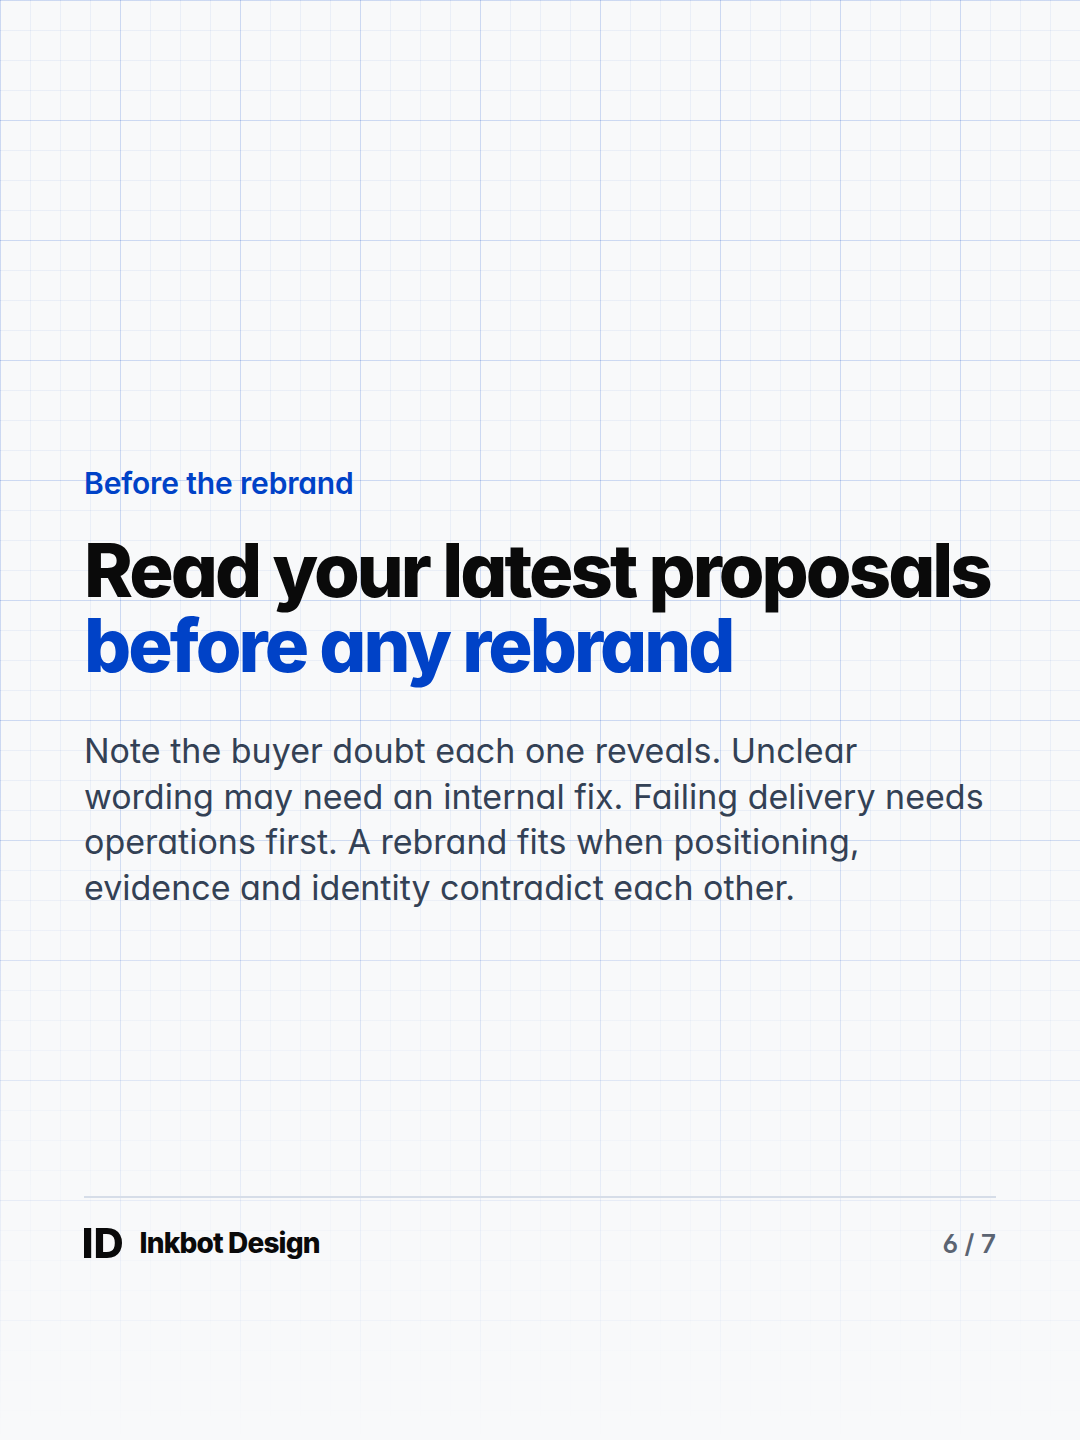 Before the rebrand
Read your latest proposals
before any rebrand
Note the buyer doubt each one reveals. Unclear
wording may need an internal fix. Failing delivery needs
operations first. A rebrand fits when positioning,
evidence and identity contradict each other.
ID Inkbot Design
6 / 7